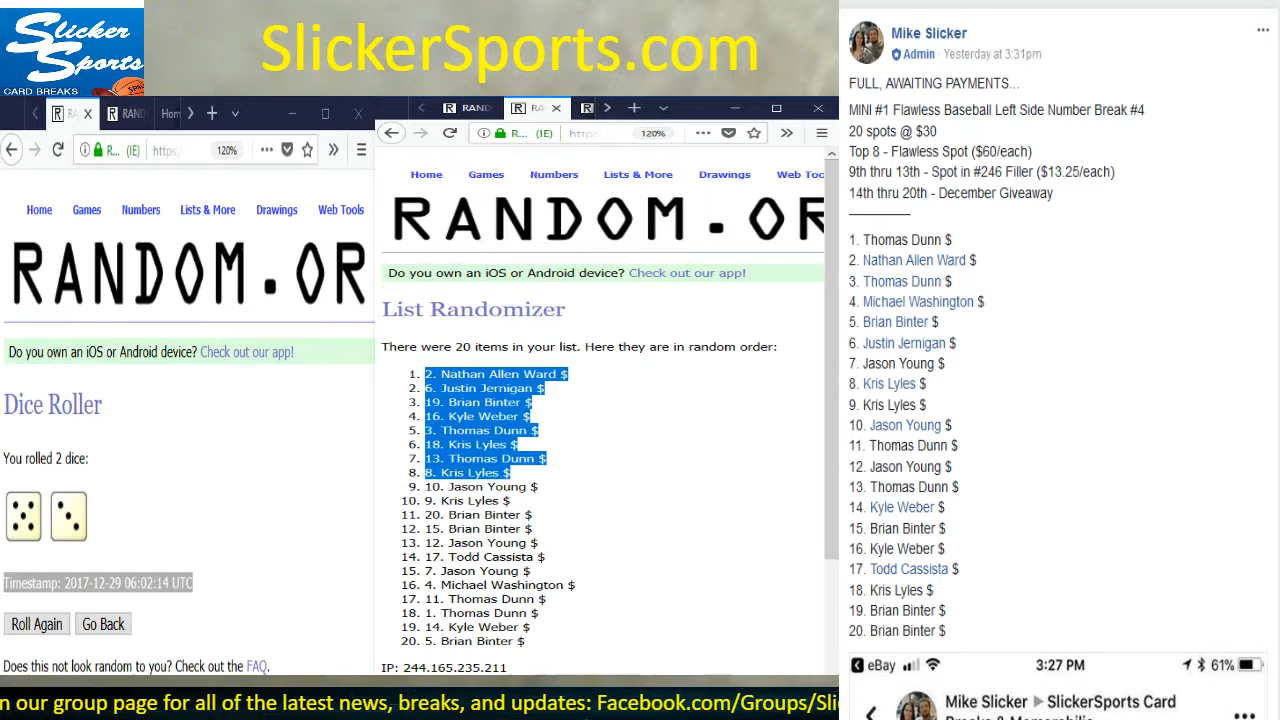 Slicker
Sports
CARD BREAKS
SlickerSports.com
RAND
Hom
120%
R... (IE) https:
Home Games Numbers Lists & More Drawings Web Tools
RANDOM.OR
Do you own an iOS or Android device? Check out our app!
Dice Roller
You rolled 2 dice:
Timestamp: 2017-12-29 06:02:14 UTC
Roll Again Go Back
Does this not look random to you? Check out the FAQ.
RAND
R... (IE) https: 120%
Home Games Numbers Lists & More Drawings Web Too
RANDOM.OR
Do you own an iOS or Android device? Check out our app!
List Randomizer
There were 20 items in your list. Here they are in random order:
1. 2. Nathan Allen Ward $
2. 6. Justin Jernigan $
3. 19. Brian Binter $
4. 16. Kyle Weber $
5. 3. Thomas Dunn $
6. 18. Kris Lyles $
7. 13. Thomas Dunn $
8. 8. Kris Lyles $
9. 10. Jason Young $
10. 9. Kris Lyles $
11. 20. Brian Binter $
12. 15. Brian Binter $
13. 12. Jason Young $
14. 17. Todd Cassista $
15. 7. Jason Young $
16. 4. Michael Washington $
17. 11. Thomas Dunn $
18. 1. Thomas Dunn $
19. 14. Kyle Weber $
20. 5. Brian Binter $
IP: 244.165.235.211
Mike Slicker
Admin · Yesterday at 3:31pm
FULL, AWAITING PAYMENTS...
MINI #1 Flawless Baseball Left Side Number Break #4
20 spots @ $30
Top 8 - Flawless Spot ($60/each)
9th thru 13th - Spot in #246 Filler ($13.25/each)
14th thru 20th - December Giveaway
__________
1. Thomas Dunn $
2. Nathan Allen Ward $
3. Thomas Dunn $
4. Michael Washington $
5. Brian Binter $
6. Justin Jernigan $
7. Jason Young $
8. Kris Lyles $
9. Kris Lyles $
10. Jason Young $
11. Thomas Dunn $
12. Jason Young $
13. Thomas Dunn $
14. Kyle Weber $
15. Brian Binter $
16. Kyle Weber $
17. Todd Cassista $
18. Kris Lyles $
19. Brian Binter $
20. Brian Binter $
eBay 3:27 PM 61%
Mike Slicker ▶ SlickerSports Card
Breaks & Memorabilia
n our group page for all of the latest news, breaks, and updates: Facebook.com/Groups/Sli